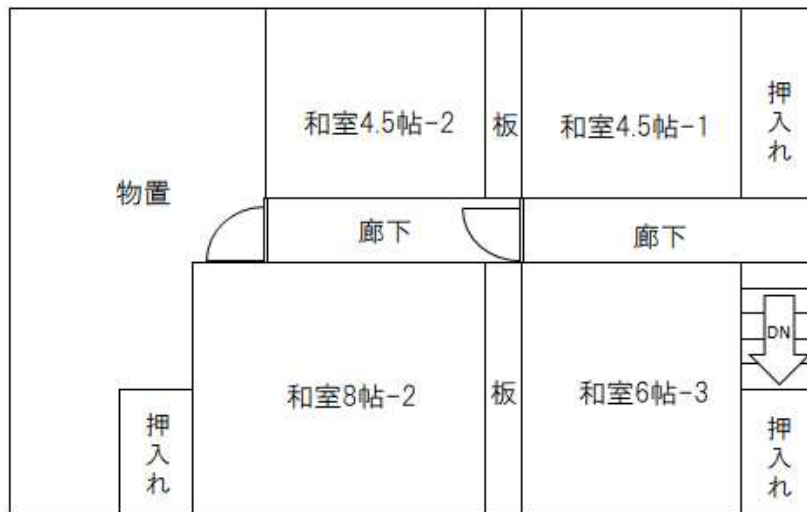 和室4.5帖-2
板
和室4.5帖-1
押入れ
物置
廊下
廊下
DN
和室8帖-2
板
和室6帖-3
押入れ
押入れ